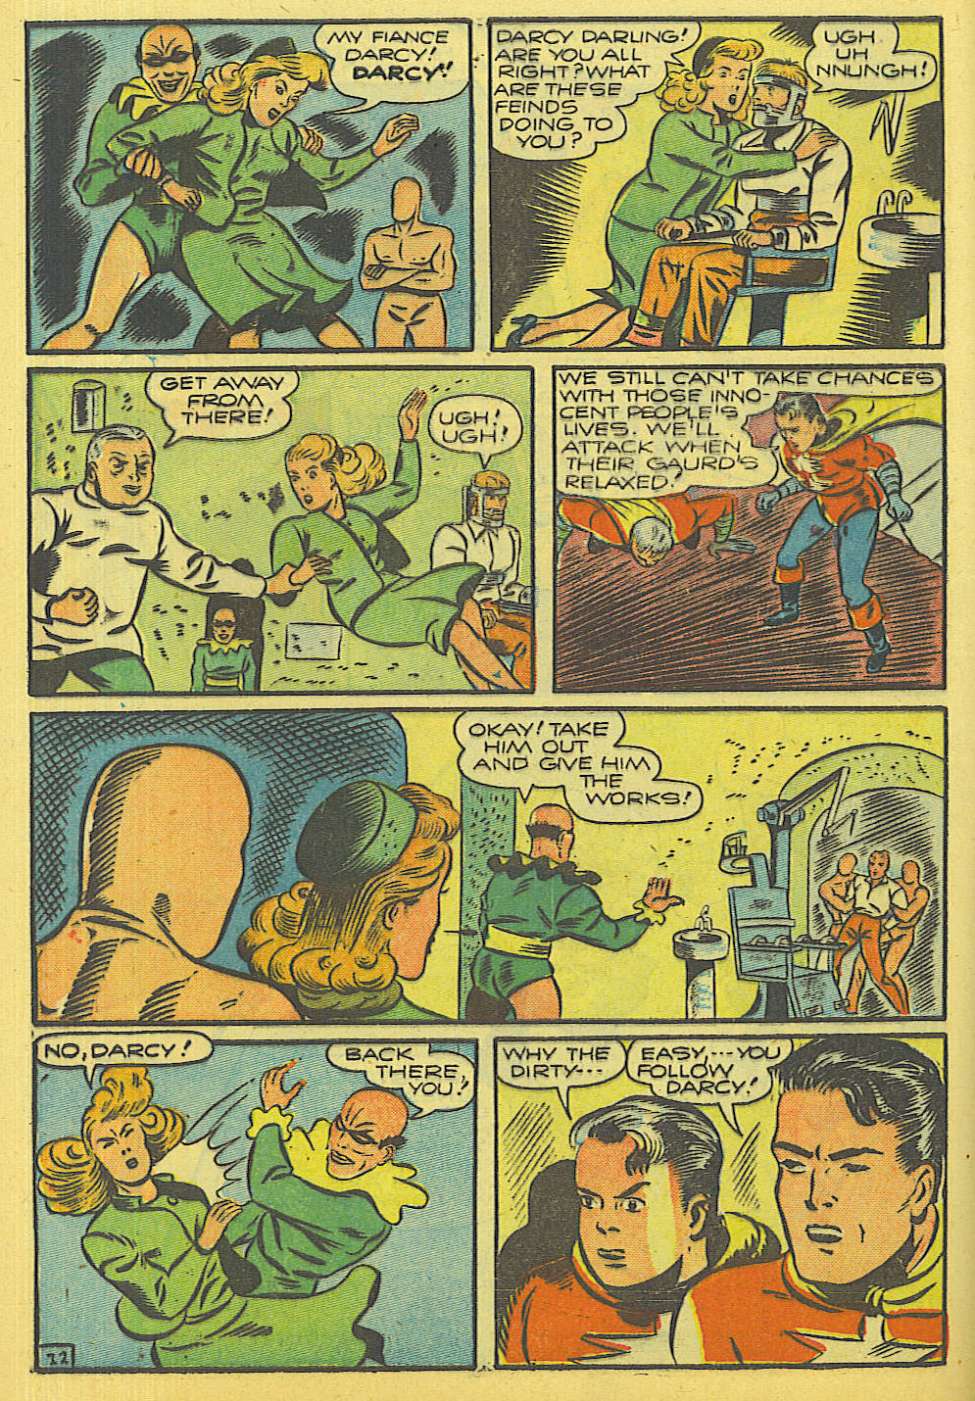 MY FIANCE
DARCY!
DARCY!
DARCY DARLING!
ARE YOU ALL
RIGHT? WHAT
ARE THESE
FEINDS
DOING TO
YOU?
UGH
UH
NNUNGH!
GET AWAY
FROM
THERE!
UGH!
UGH!
WE STILL CAN'T TAKE CHANCES
WITH THOSE INNO-
CENT PEOPLE'S
LIVES. WE'LL
ATTACK WHEN
THEIR GAURD'S
RELAXED!
OKAY! TAKE
HIM OUT
AND GIVE HIM
THE
WORKS!
NO, DARCY!
BACK
THERE,
YOU!
WHY THE
DIRTY---
EASY,---YOU
FOLLOW
DARCY!
22